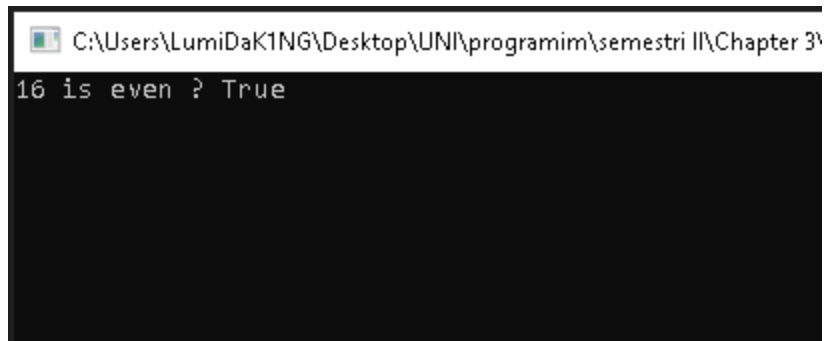 C:\Users\LumiDaK1NG\Desktop\UNI\programim\semestri II\Chapter 3\
16 is even ? True